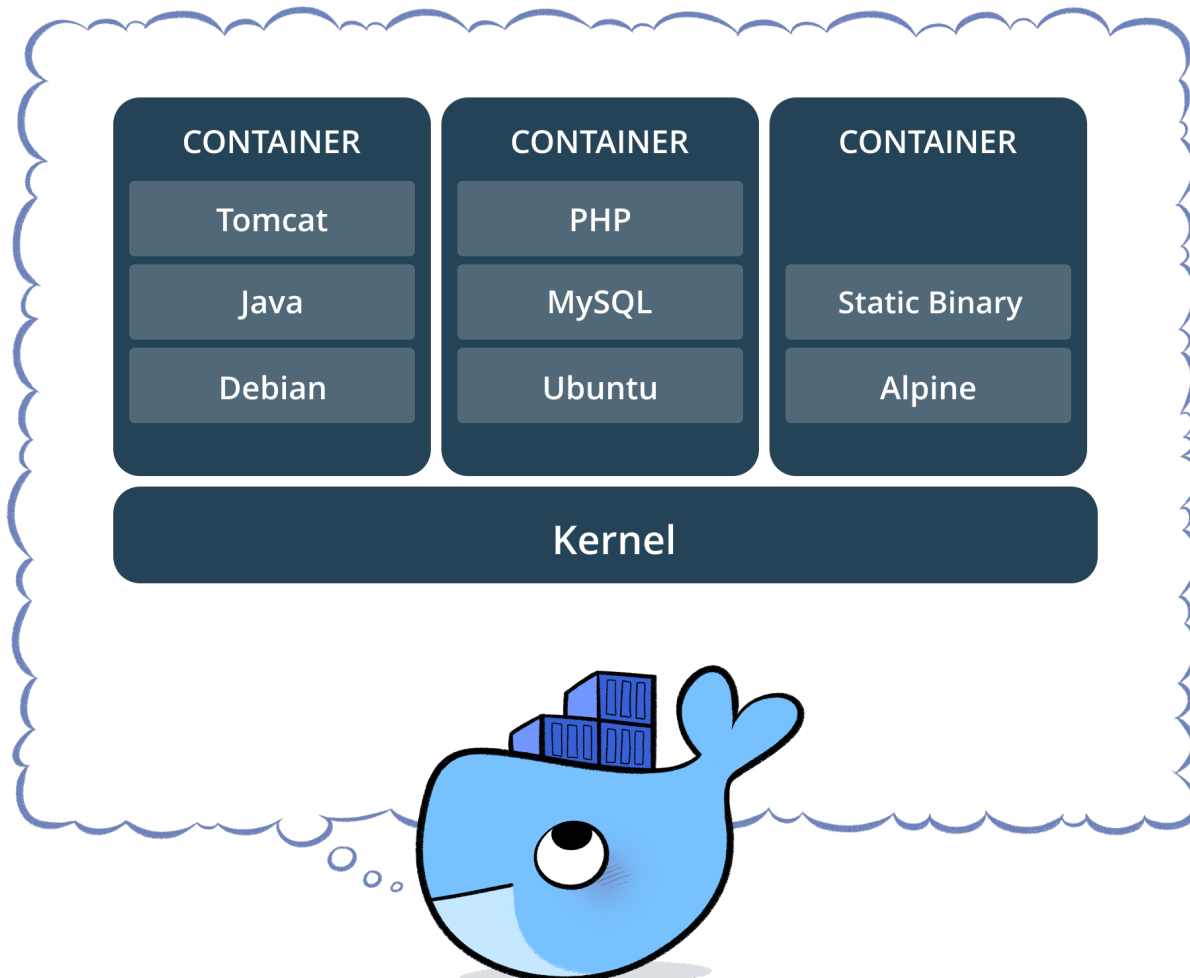 CONTAINER
Tomcat
Java
Debian
CONTAINER
PHP
MySQL
Ubuntu
CONTAINER
Static Binary
Alpine
Kernel